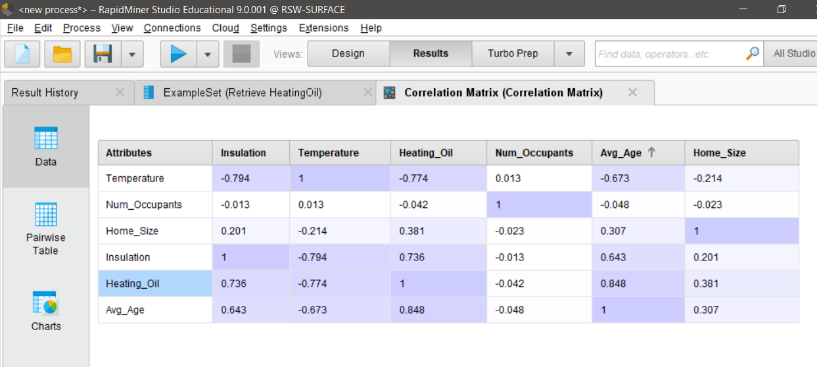 <new process*> – RapidMiner Studio Educational 9.0.001 @ RSW-SURFACE
File Edit Process View Connections Cloud Settings Extensions Help
Views: Design Results Turbo Prep Find data, operators...etc All Studio
Result History ExampleSet (Retrieve HeatingOil) Correlation Matrix (Correlation Matrix)
Data
Pairwise
Table
Charts
Attributes Insulation Temperature Heating_Oil Num_Occupants Avg_Age ↑ Home_Size
Temperature -0.794 1 -0.774 0.013 -0.673 -0.214
Num_Occupants -0.013 0.013 -0.042 1 -0.048 -0.023
Home_Size 0.201 -0.214 0.381 -0.023 0.307 1
Insulation 1 -0.794 0.736 -0.013 0.643 0.201
Heating_Oil 0.736 -0.774 1 -0.042 0.848 0.381
Avg_Age 0.643 -0.673 0.848 -0.048 1 0.307